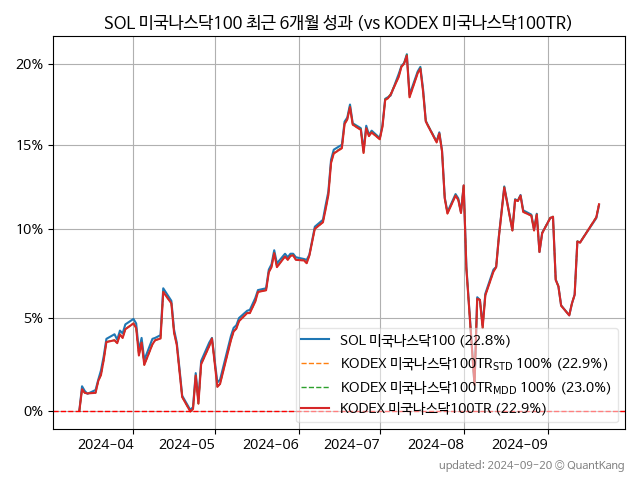 SOL 미국나스닥100 최근 6개월 성과 (vs KODEX 미국나스닥100TR)
20%
15%
10%
5%
0%
SOL 미국나스닥100 (22.8%)
KODEX 미국나스닥100TRSTD 100% (22.9%)
KODEX 미국나스닥100TRMDD 100% (23.0%)
KODEX 미국나스닥100TR (22.9%)
2024-04 2024-05 2024-06 2024-07 2024-08 2024-09
updated: 2024-09-20 © QuantKang